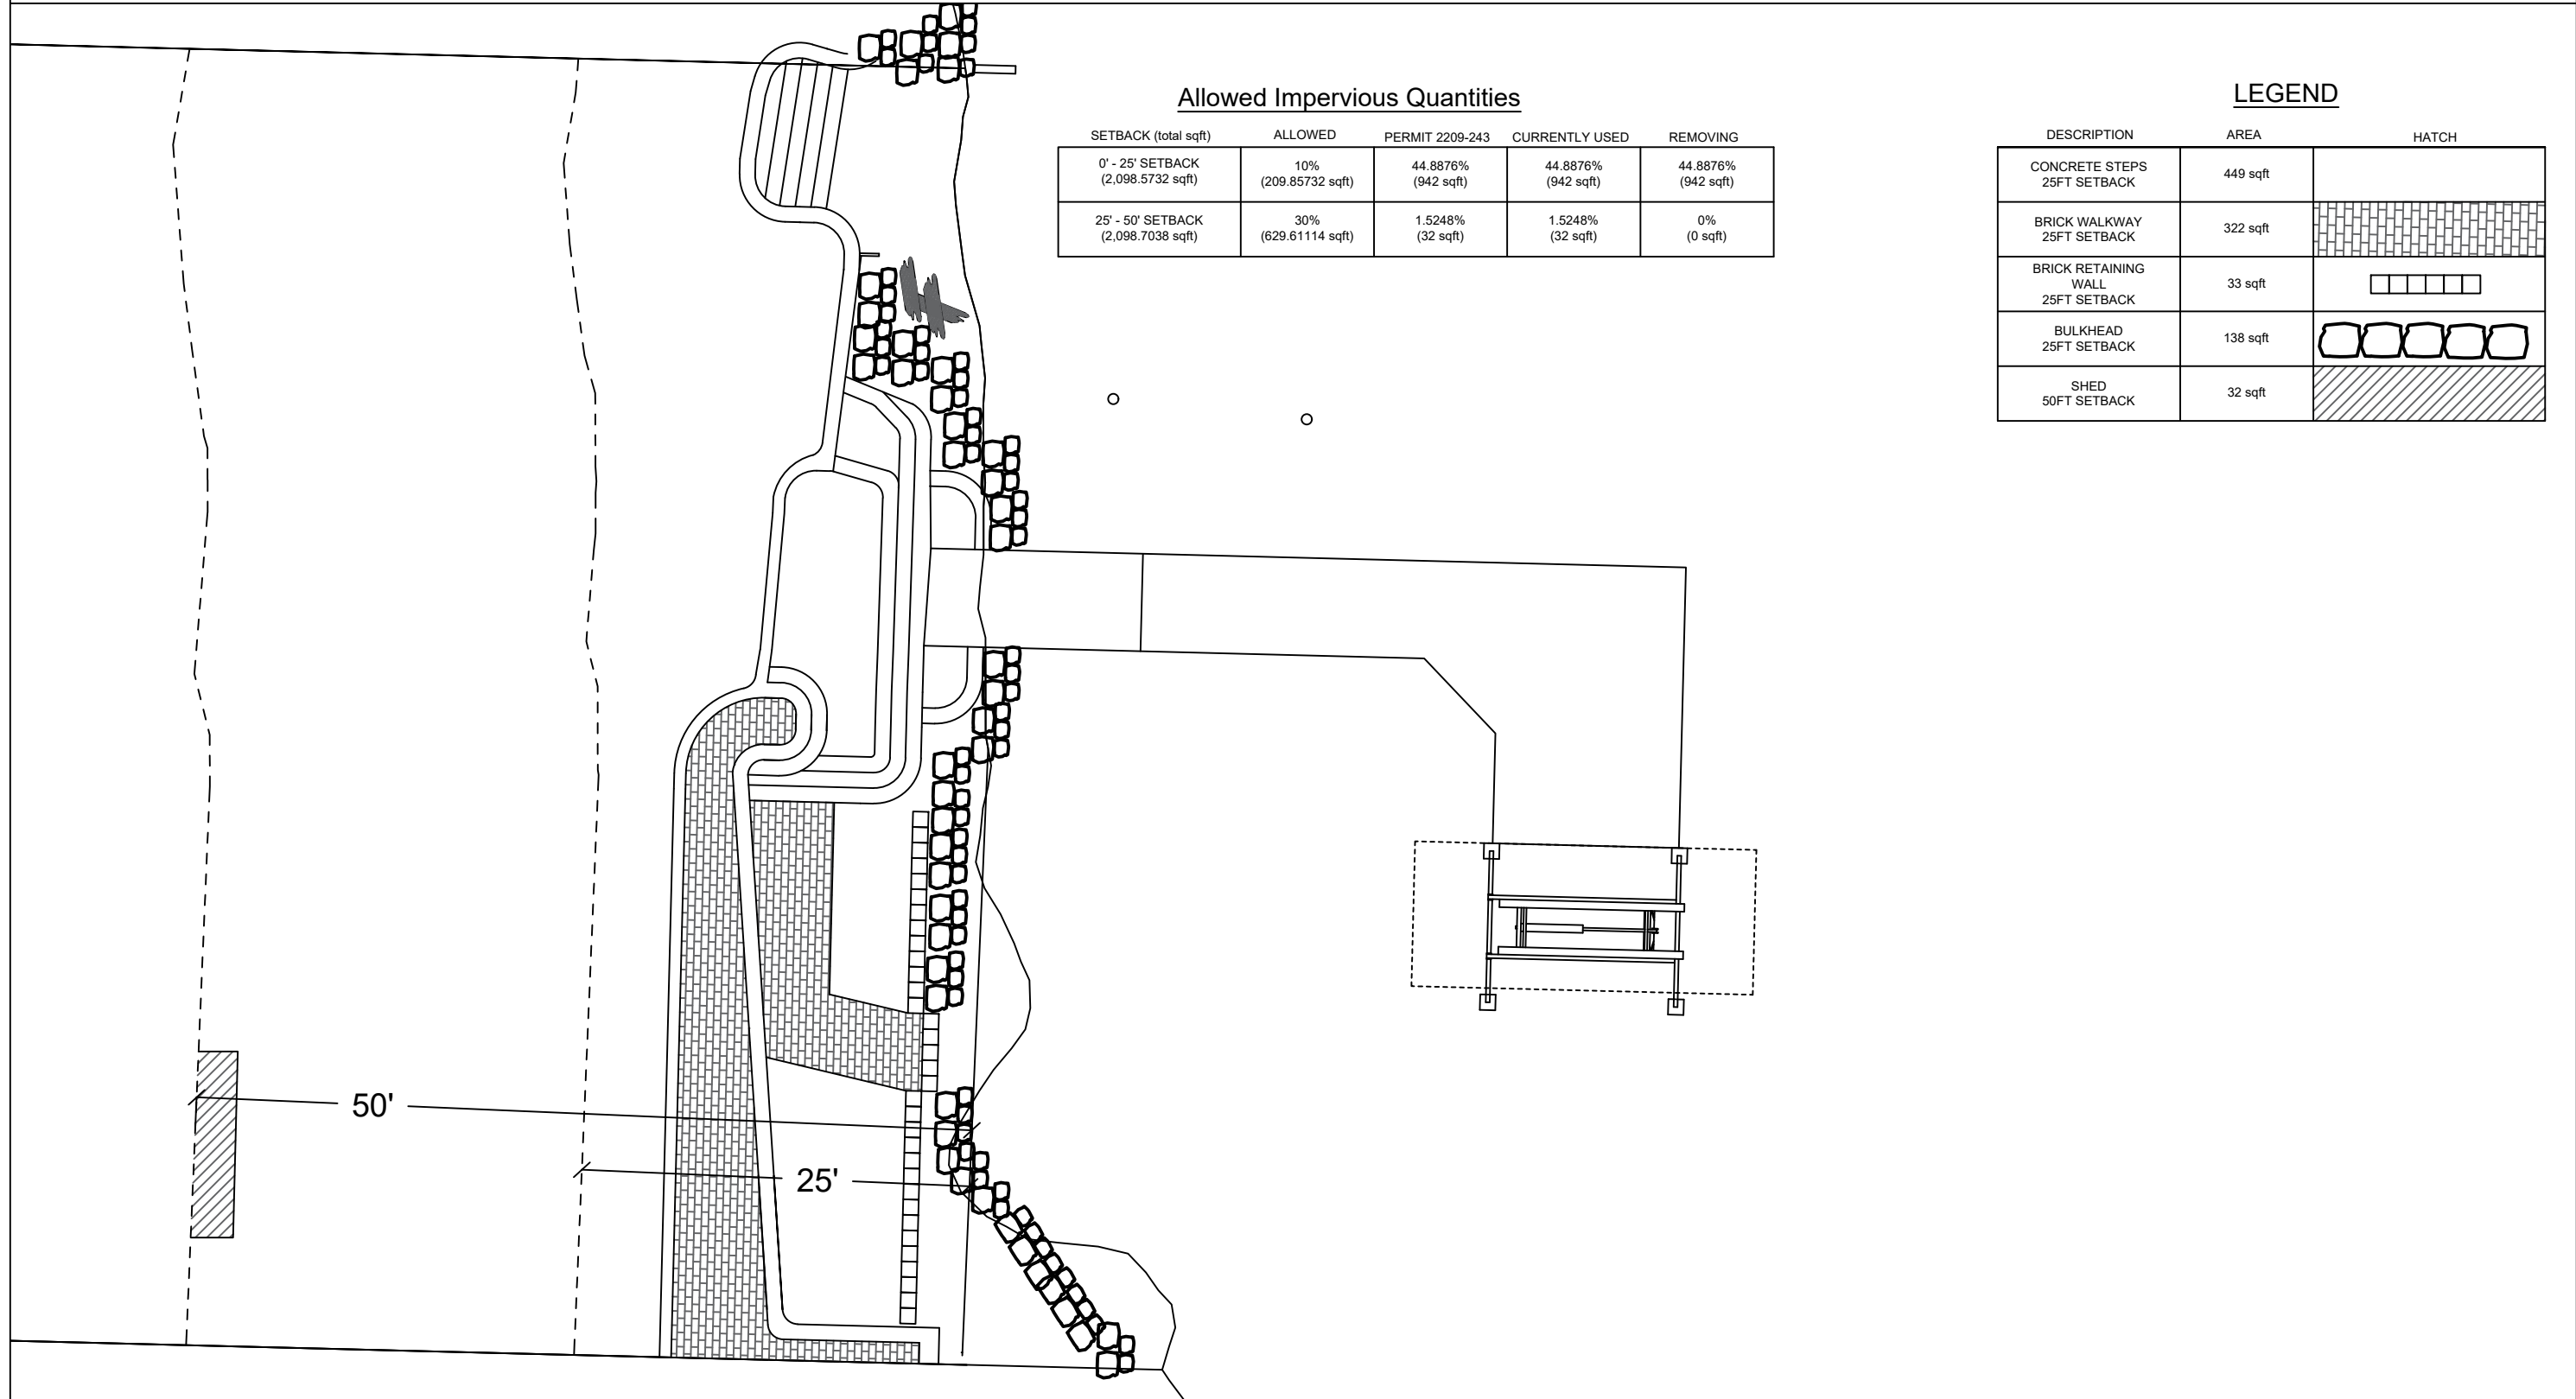 Allowed Impervious Quantities
SETBACK (total sqft) ALLOWED PERMIT 2209-243 CURRENTLY USED REMOVING
0' - 25' SETBACK
(2,098.5732 sqft)
10%
(209.85732 sqft)
44.8876%
(942 sqft)
44.8876%
(942 sqft)
44.8876%
(942 sqft)
25' - 50' SETBACK
(2,098.7038 sqft)
30%
(629.61114 sqft)
1.5248%
(32 sqft)
1.5248%
(32 sqft)
0%
(0 sqft)
LEGEND
DESCRIPTION AREA HATCH
CONCRETE STEPS
25FT SETBACK
449 sqft
BRICK WALKWAY
25FT SETBACK
322 sqft
BRICK RETAINING
WALL
25FT SETBACK
33 sqft
BULKHEAD
25FT SETBACK
138 sqft
SHED
50FT SETBACK
32 sqft
50'
25'